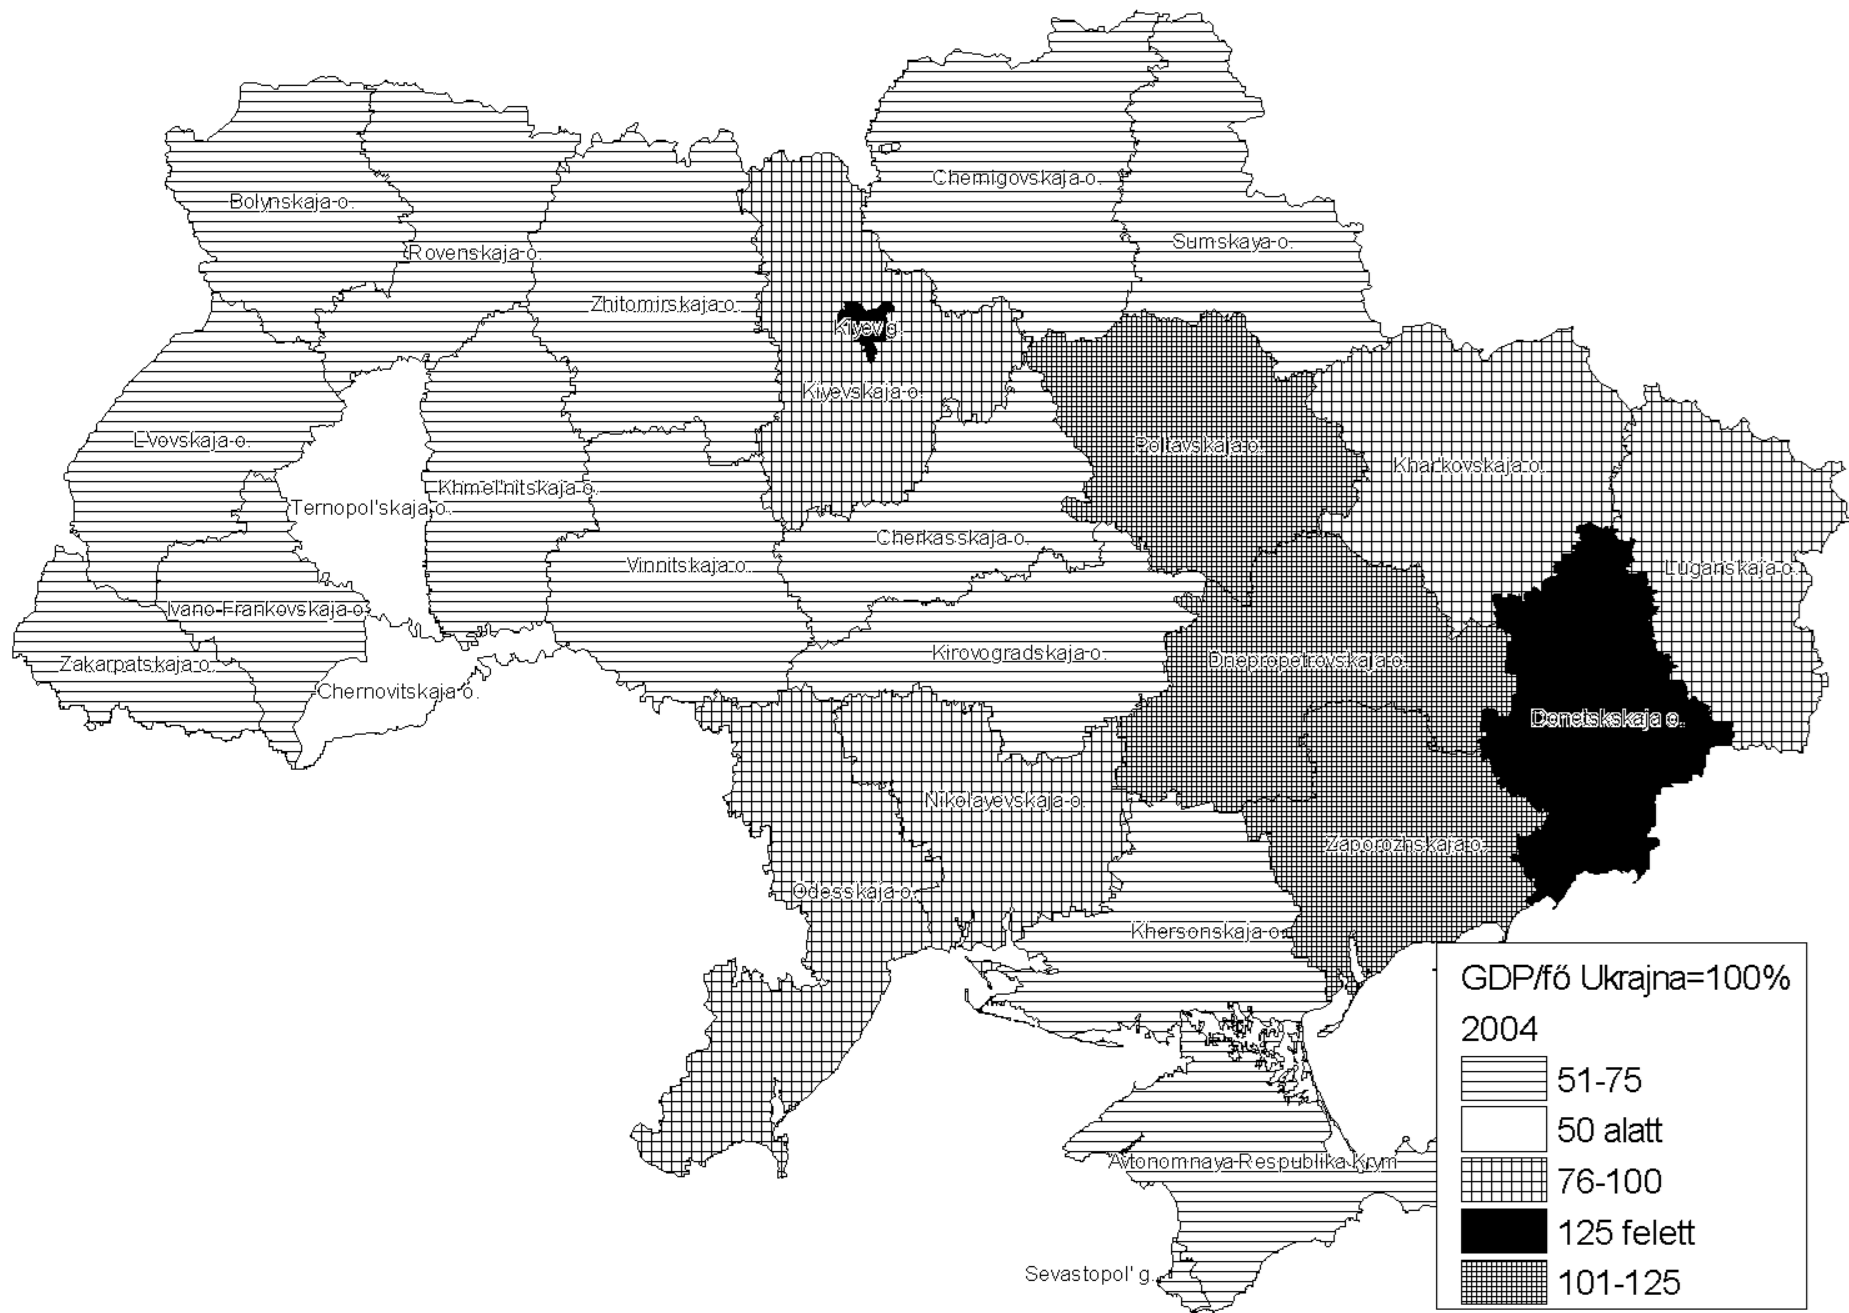 Chernigovskaja o.
Bolynskaja o.
Sumskaya o.
Rovenskaja o.
Zhitomirskaja o.
Kiyev g.
Kiyevskaja o.
L'vovskaja o.
Poltavskaja o.
Kharkovskaja o.
Khmel'nitskaja o.
Ternopol'skaja o.
Cherkasskaja o.
Vinnitskaja o.
Luganskaja o.
Ivano-Frankovskaja o.
Kirovogradskaja o.
Dnepropetrovskaja o.
Zakarpatskaja o.
Chernovitskaja o.
Donetskskaja o.
Nikolayevskaja o.
Zaporozhskaja o.
Odesskaja o.
Khersonskaja o.
Avtonomnaya Respublika Krym
Sevastopol' g.
GDP/fő Ukrajna=100%
2004
51-75
50 alatt
76-100
125 felett
101-125